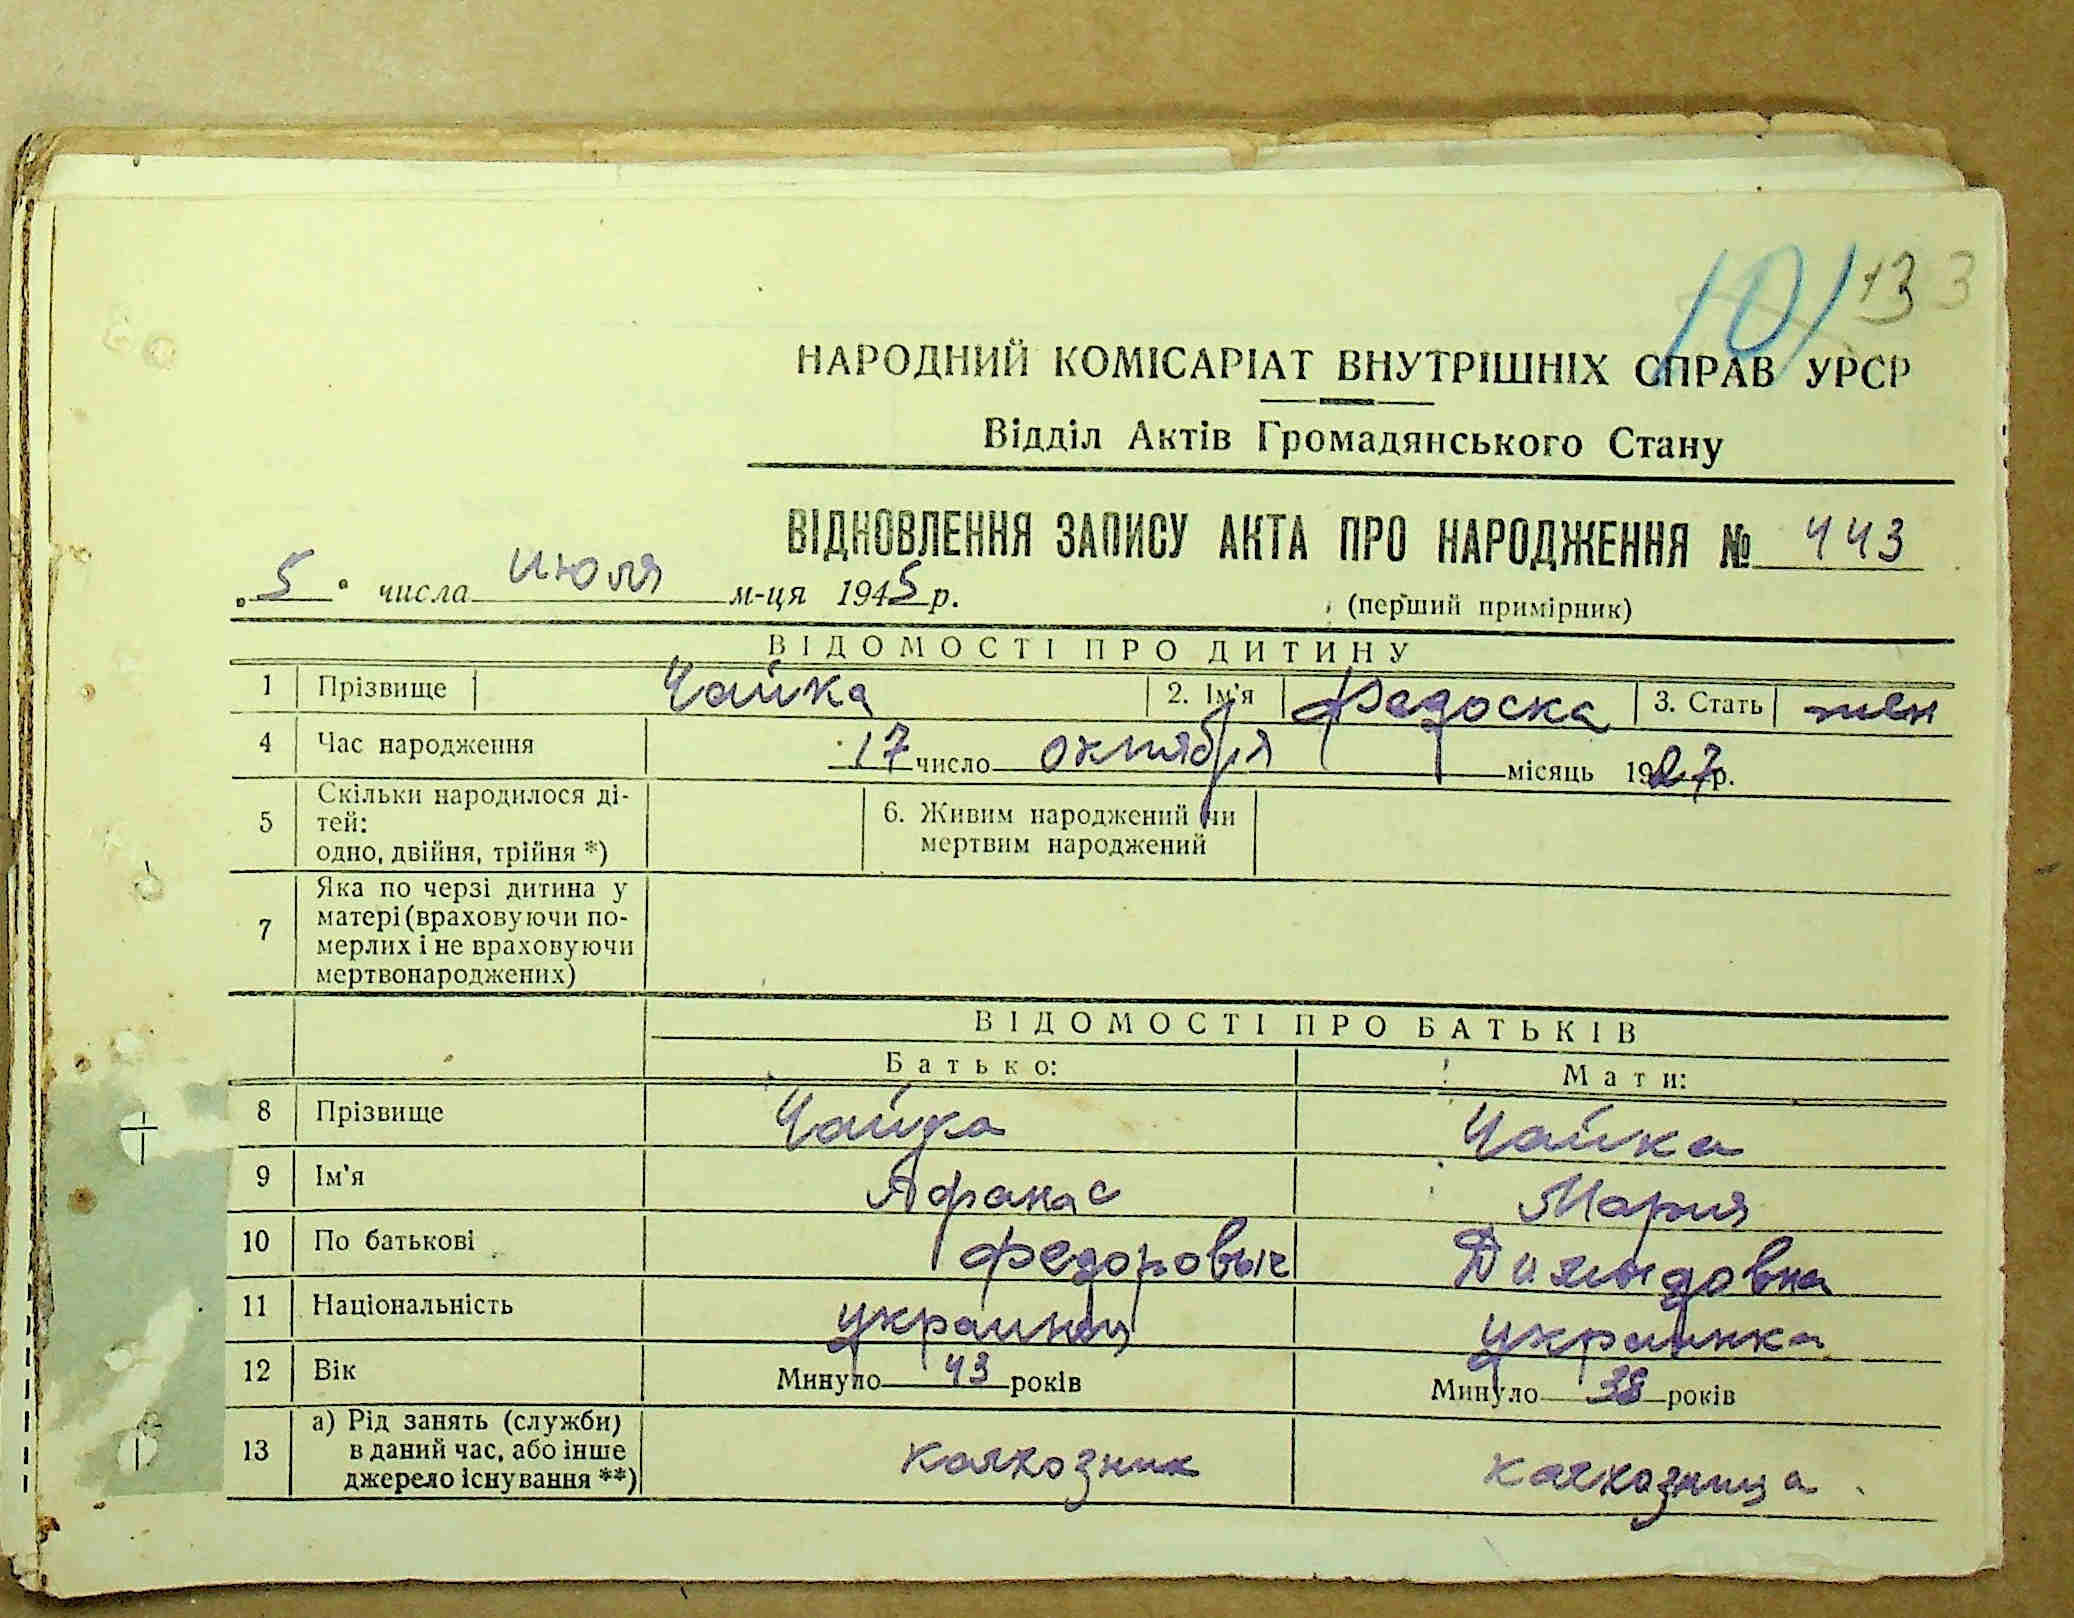 101 133
НАРОДНИЙ КОМІСАРІАТ ВНУТРІШНІХ СПРАВ УРСР
Відділ Актів Громадянського Стану
ВІДНОВЛЕННЯ ЗАПИСУ АКТА ПРО НАРОДЖЕННЯ № 443
„5“ числа июля м-ця 1945 р.
(перший примірник)
ВІДОМОСТІ ПРО ДИТИНУ
1 Прізвище Чайка 2. Ім'я Федоска 3. Стать жен
4 Час народження 17 число октября місяць 1927 р.
5 Скільки народилося ді-
тей:
одно, двійня, трійня *)
6. Живим народжений чи
мертвим народжений
7 Яка по черзі дитина у
матері (враховуючи по-
мерлих і не враховуючи
мертвонароджених)
ВІДОМОСТІ ПРО БАТЬКІВ
Батько: Мати:
8 Прізвище Чайка Чайка
9 Ім'я Афанас Мария
10 По батькові Федоровыч
11 Національність украинец украинка
12 Вік Минуло 43 років Минуло 38 років
13 а) Рід занять (служби)
в даний час, або інше
джерело існування **)
колхозник колхозница